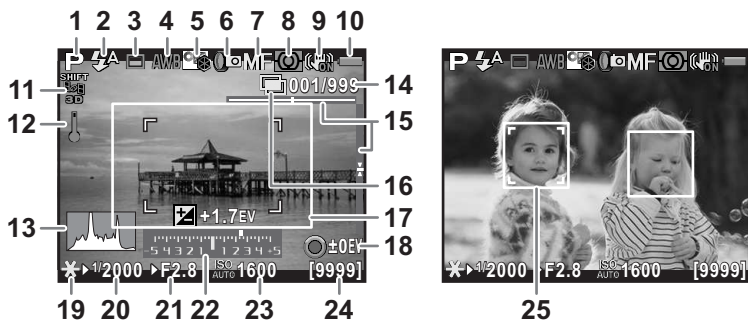 1 2 3 4 5 6 7 8 9 10
P A AWB MF ON
11 SHIFT 3D
001/999 14
12
15
16
+1.7EV
17
13
-5 4 3 2 1 1 2 3 4 +5
±0EV 18
1/2000 F2.8 ISO AUTO 1600 [9999]
19 20 21 22 23 24
P A AWB MF ON
1/2000 F2.8 ISO AUTO 1600 [9999]
25